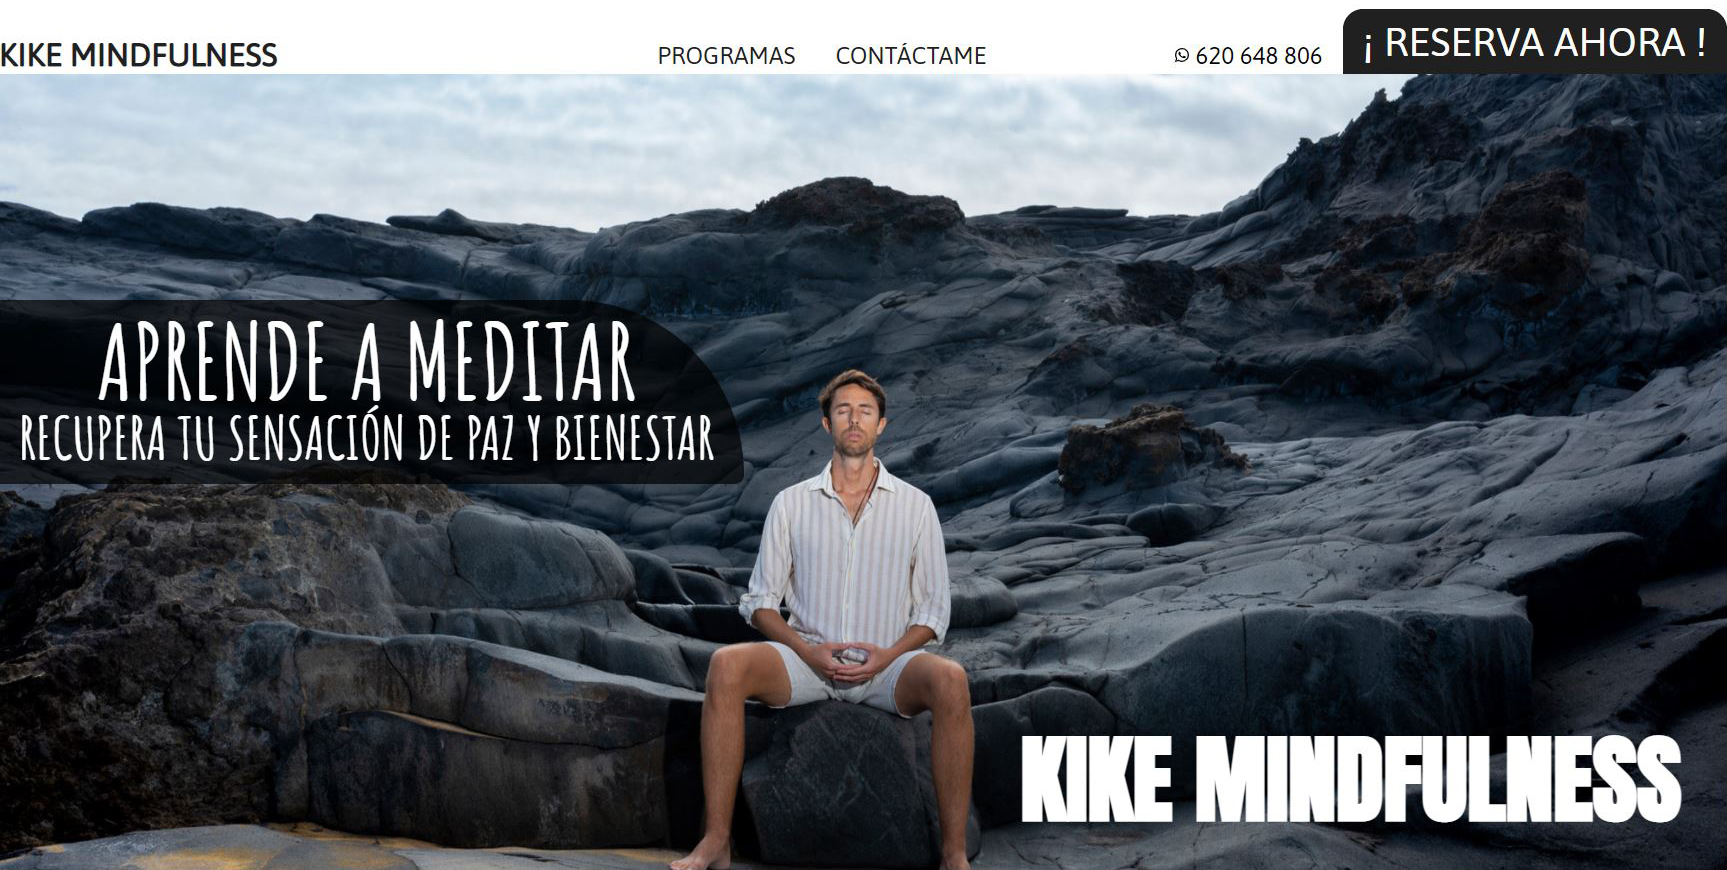 KIKE MINDFULNESS
PROGRAMAS
CONTÁCTAME
620 648 806
¡ RESERVA AHORA !
APRENDE A MEDITAR
RECUPERA TU SENSACIÓN DE PAZ Y BIENESTAR
KIKE MINDFULNESS